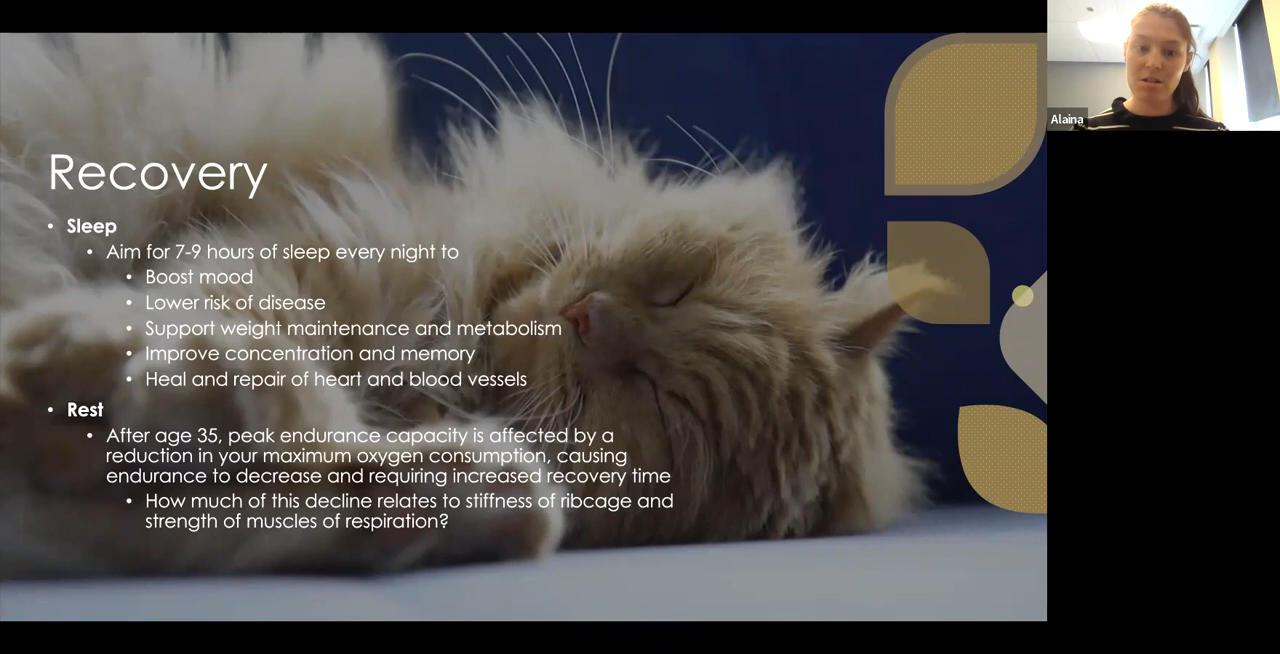 Recovery
• Sleep
• Aim for 7-9 hours of sleep every night to
• Boost mood
• Lower risk of disease
• Support weight maintenance and metabolism
• Improve concentration and memory
• Heal and repair of heart and blood vessels
• Rest
• After age 35, peak endurance capacity is affected by a
reduction in your maximum oxygen consumption, causing
endurance to decrease and requiring increased recovery time
• How much of this decline relates to stiffness of ribcage and
strength of muscles of respiration?
Alaina